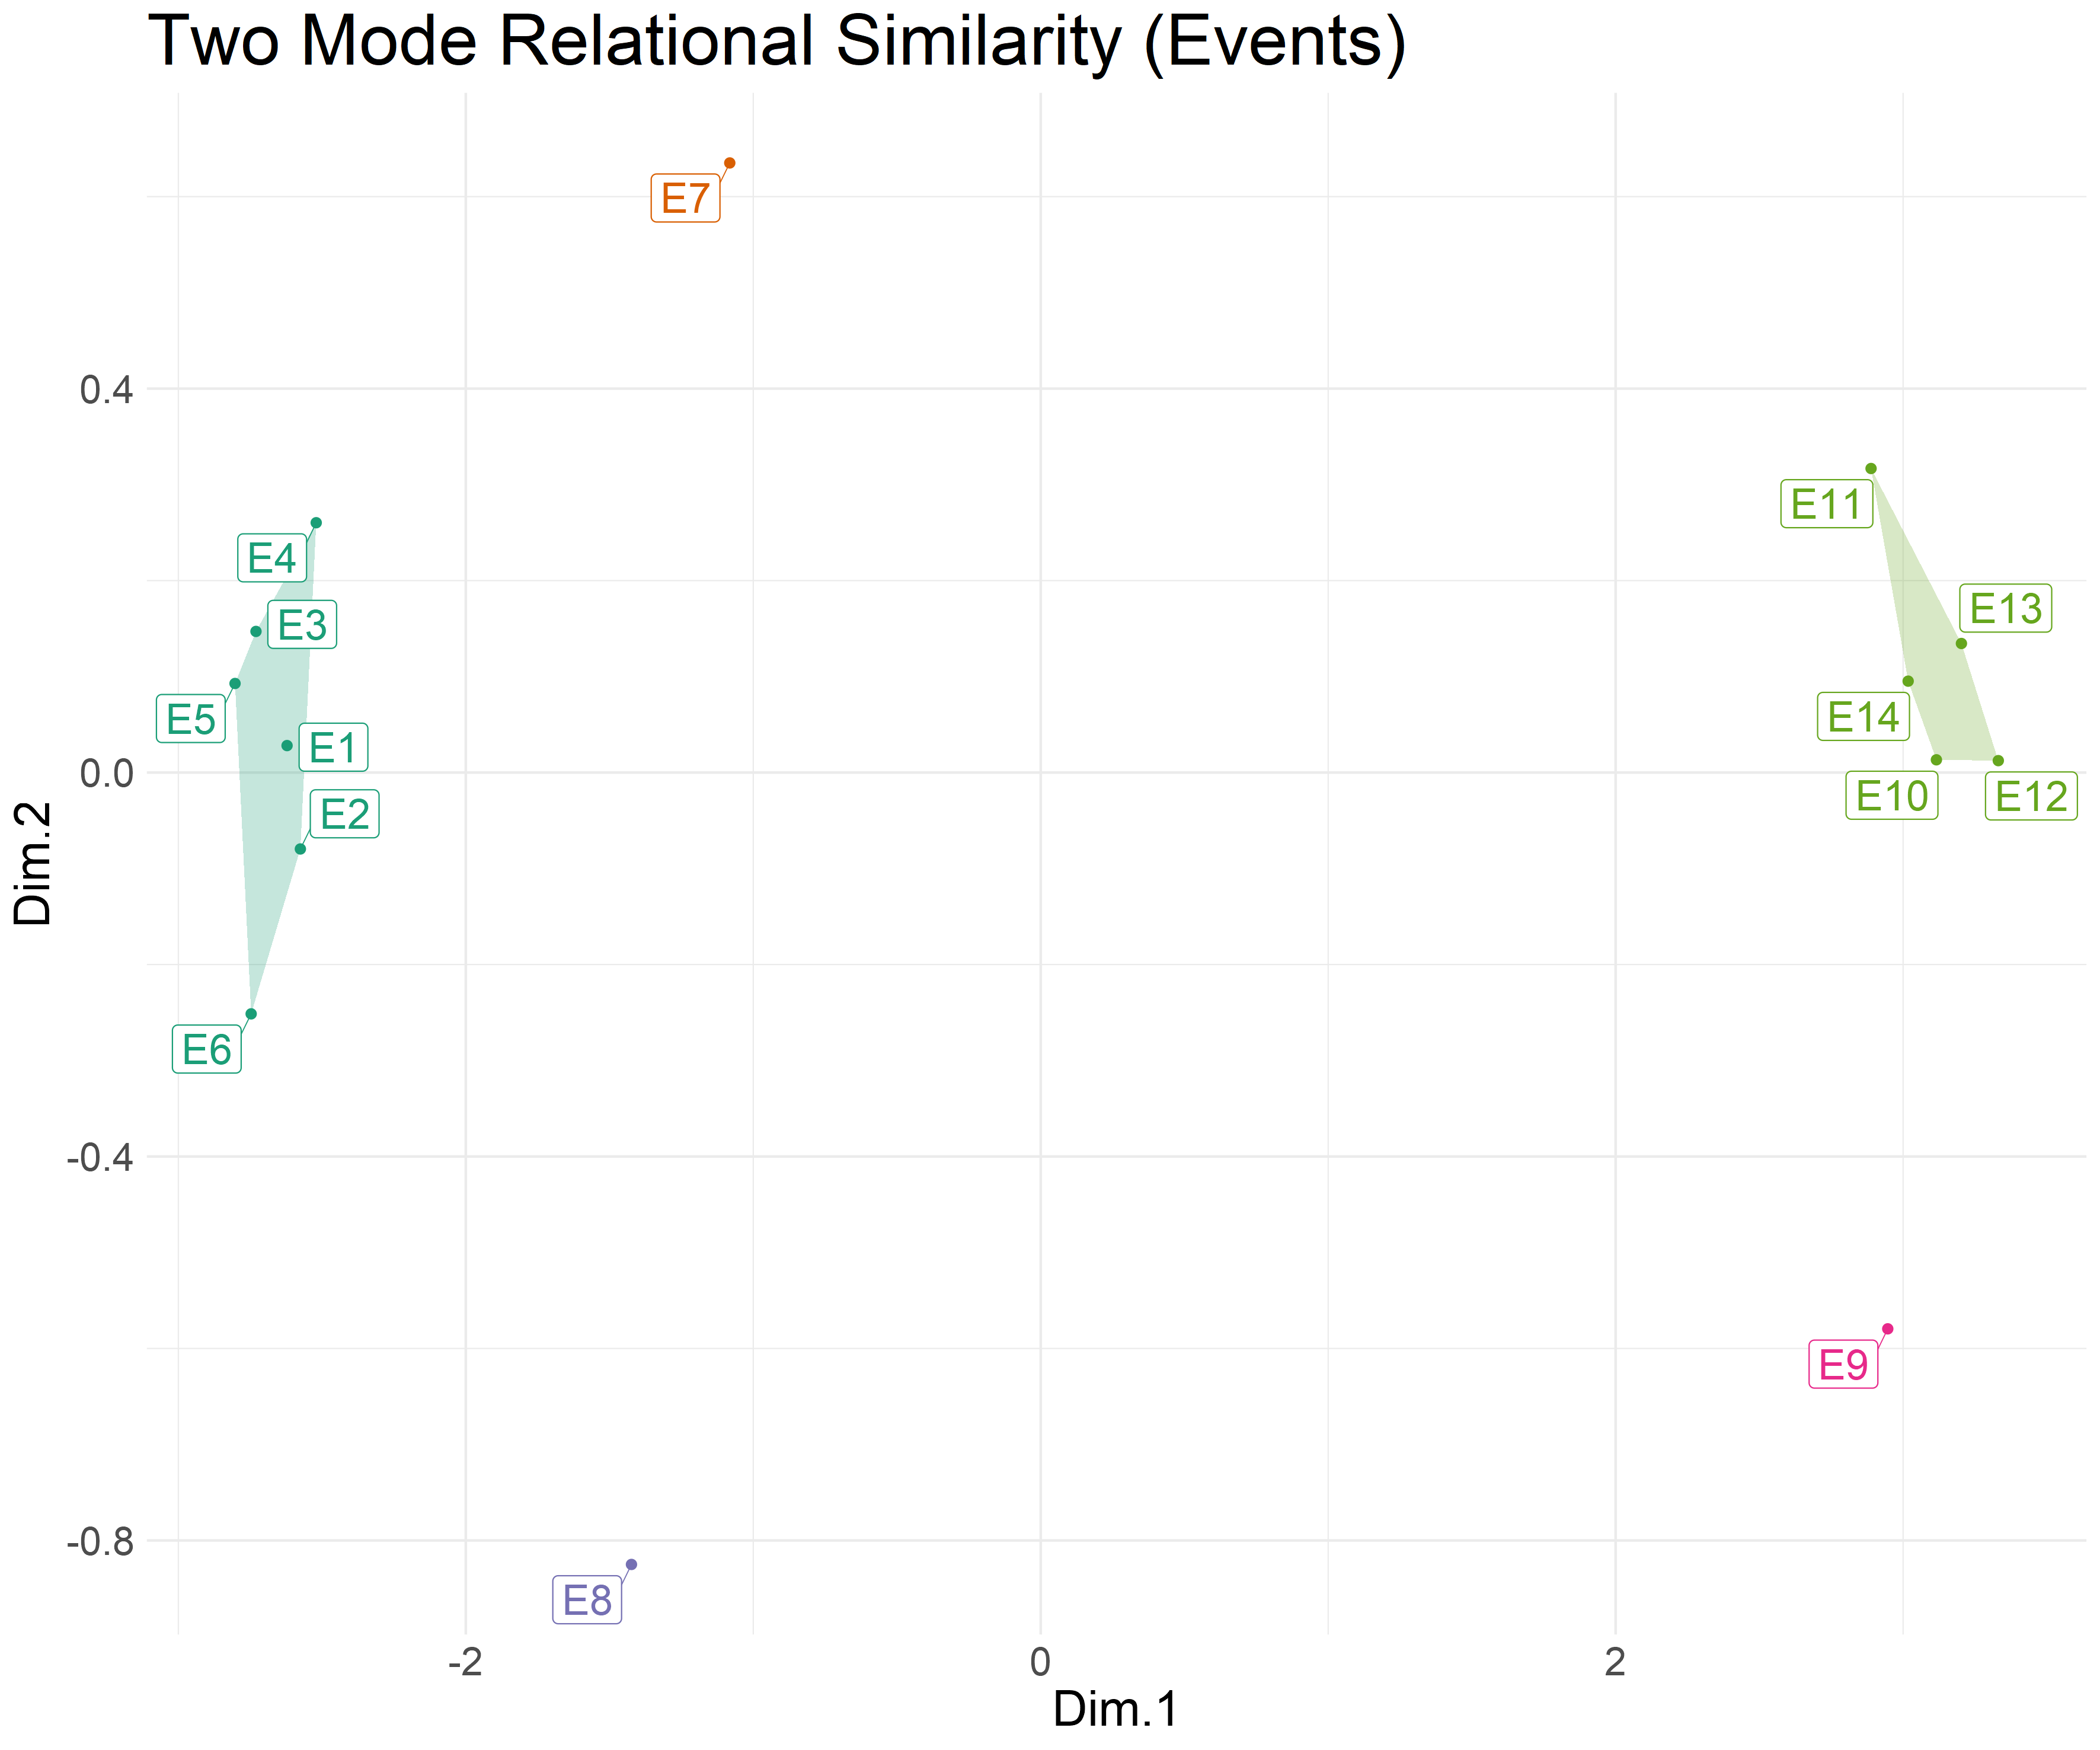 Two Mode Relational Similarity (Events)
E7
0.4
E11
E4
E13
E3
E5
E14
E1
0.0
E10
E12
E2
Dim.2
E6
-0.4
E9
-0.8
E8
-2
0
2
Dim.1